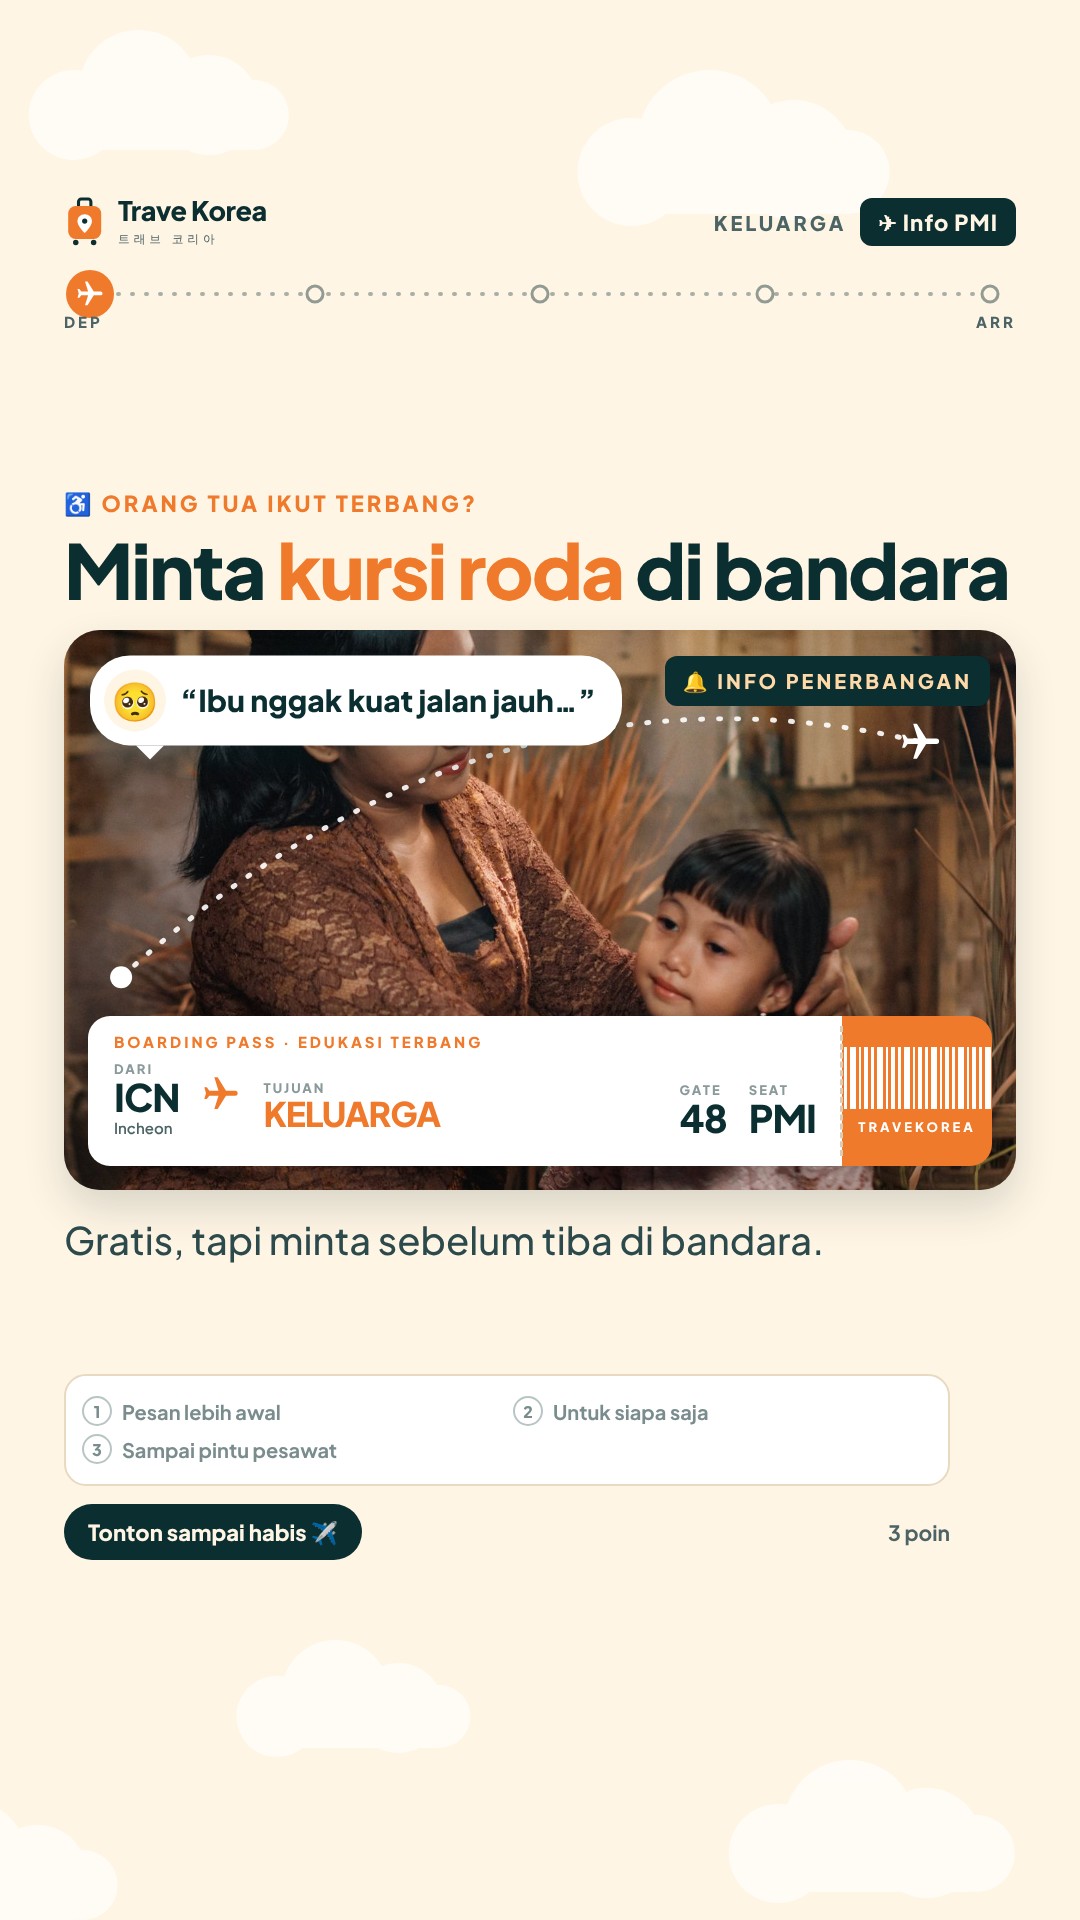 Trave Korea
트래브 코리아
KELUARGA
✈ Info PMI
DEP
ARR
♿ ORANG TUA IKUT TERBANG?
Minta kursi roda di bandara
🥺 “Ibu nggak kuat jalan jauh…”
🔔 INFO PENERBANGAN
BOARDING PASS · EDUKASI TERBANG
DARI
ICN
Incheon
TUJUAN
KELUARGA
GATE
48
SEAT
PMI
TRAVEKOREA
Gratis, tapi minta sebelum tiba di bandara.
1 Pesan lebih awal
2 Untuk siapa saja
3 Sampai pintu pesawat
Tonton sampai habis ✈️
3 poin